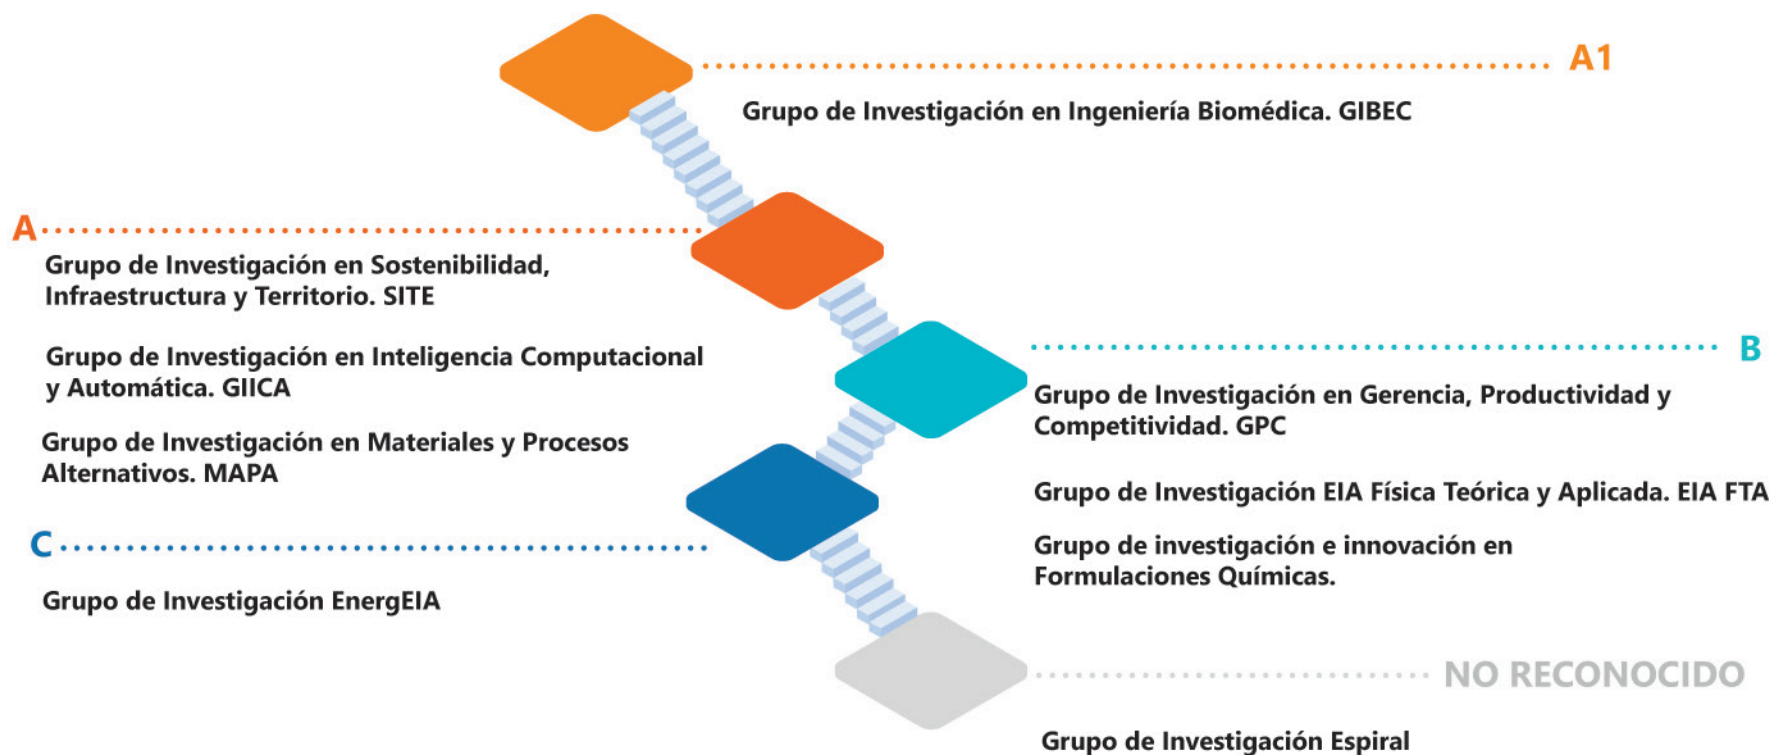 A1
Grupo de Investigación en Ingeniería Biomédica. GIBEC
A
Grupo de Investigación en Sostenibilidad,
Infraestructura y Territorio. SITE
Grupo de Investigación en Inteligencia Computacional
y Automática. GIICA
Grupo de Investigación en Materiales y Procesos
Alternativos. MAPA
B
Grupo de Investigación en Gerencia, Productividad y
Competitividad. GPC
Grupo de Investigación EIA Física Teórica y Aplicada. EIA FTA
Grupo de investigación e innovación en
Formulaciones Químicas.
C
Grupo de Investigación EnergEIA
NO RECONOCIDO
Grupo de Investigación Espiral